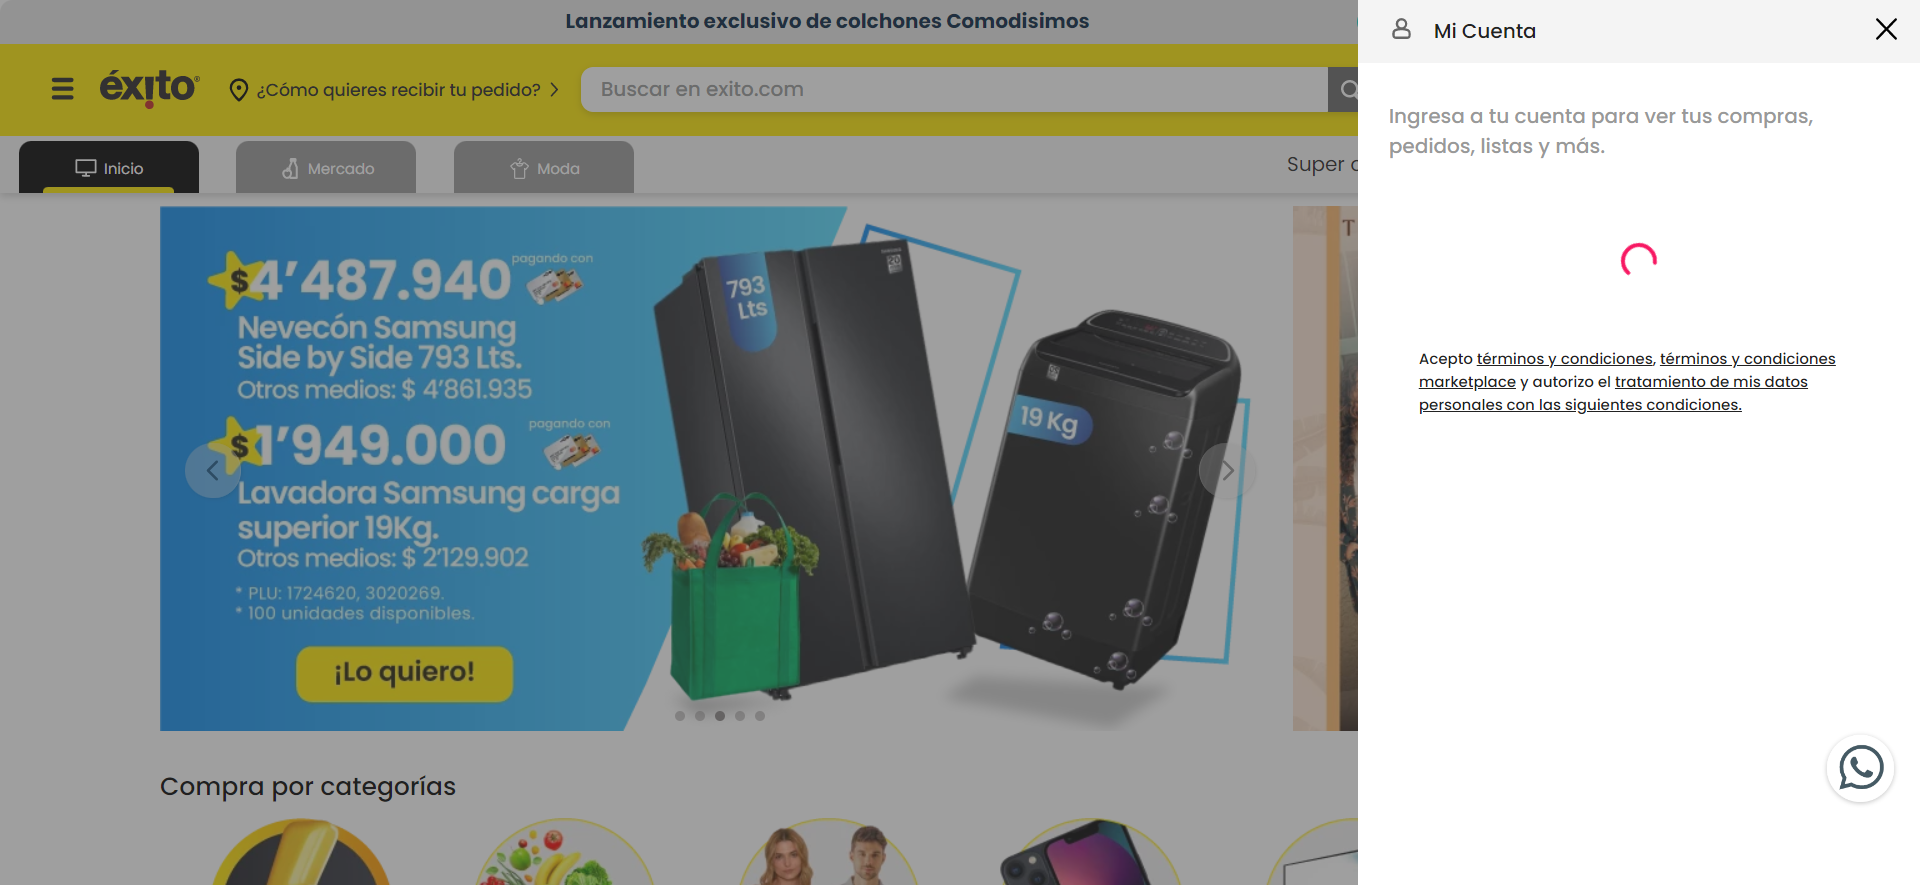 Lanzamiento exclusivo de colchones Comodisimos
éxito
¿Cómo quieres recibir tu pedido?
Buscar en exito.com
Inicio
Mercado
Moda
Super
$4'487.940
pagando con
Nevecón Samsung
Side by Side 793 Lts.
Otros medios: $ 4'861.935
$1'949.000
pagando con
Lavadora Samsung carga
superior 19Kg.
Otros medios: $ 2'129.902
* PLU: 1724620, 3020269.
* 100 unidades disponibles.
¡Lo quiero!
793
Lts
19 Kg
T
Compra por categorías
Mi Cuenta
Ingresa a tu cuenta para ver tus compras,
pedidos, listas y más.
Acepto términos y condiciones, términos y condiciones
marketplace y autorizo el tratamiento de mis datos
personales con las siguientes condiciones.